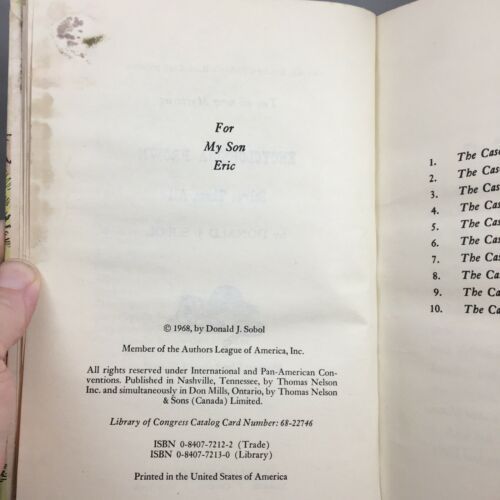 For
My Son
Eric
© 1968, by Donald J. Sobol
Member of the Authors League of America, Inc.
All rights reserved under International and Pan-American Con-
ventions. Published in Nashville, Tennessee, by Thomas Nelson
Inc. and simultaneously in Don Mills, Ontario, by Thomas Nelson
& Sons (Canada) Limited.
Library of Congress Catalog Card Number: 68-22746
ISBN 0-8407-7212-2 (Trade)
ISBN 0-8407-7213-0 (Library)
Printed in the United States of America
1. The Case
2. The Cas
3. The Cas
4. The Ca
5. The Cas
6. The Ca
7. The Cas
8. The Cas
9. The Ca
10. The Ca